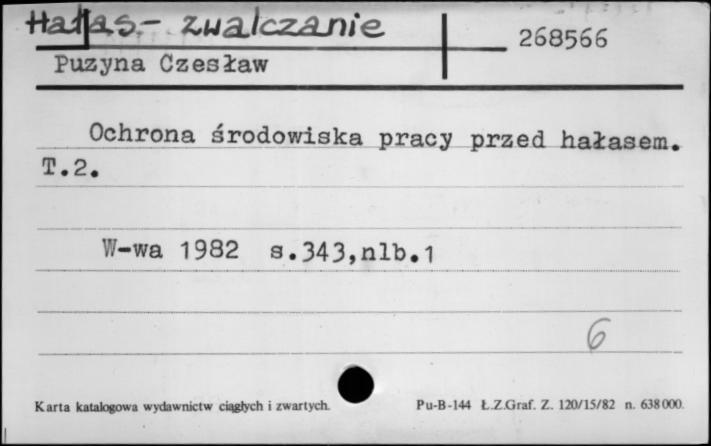 Hałas - zwalczanie
268566
Puzyna Czesław
Ochrona środowiska pracy przed hałasem.
T.2.
W-wa 1982 s.343,nlb.1
6
Karta katalogowa wydawnictw ciągłych i zwartych.
Pu-B-144 Ł.Z.Graf. Z. 120/15/82 n. 638000.